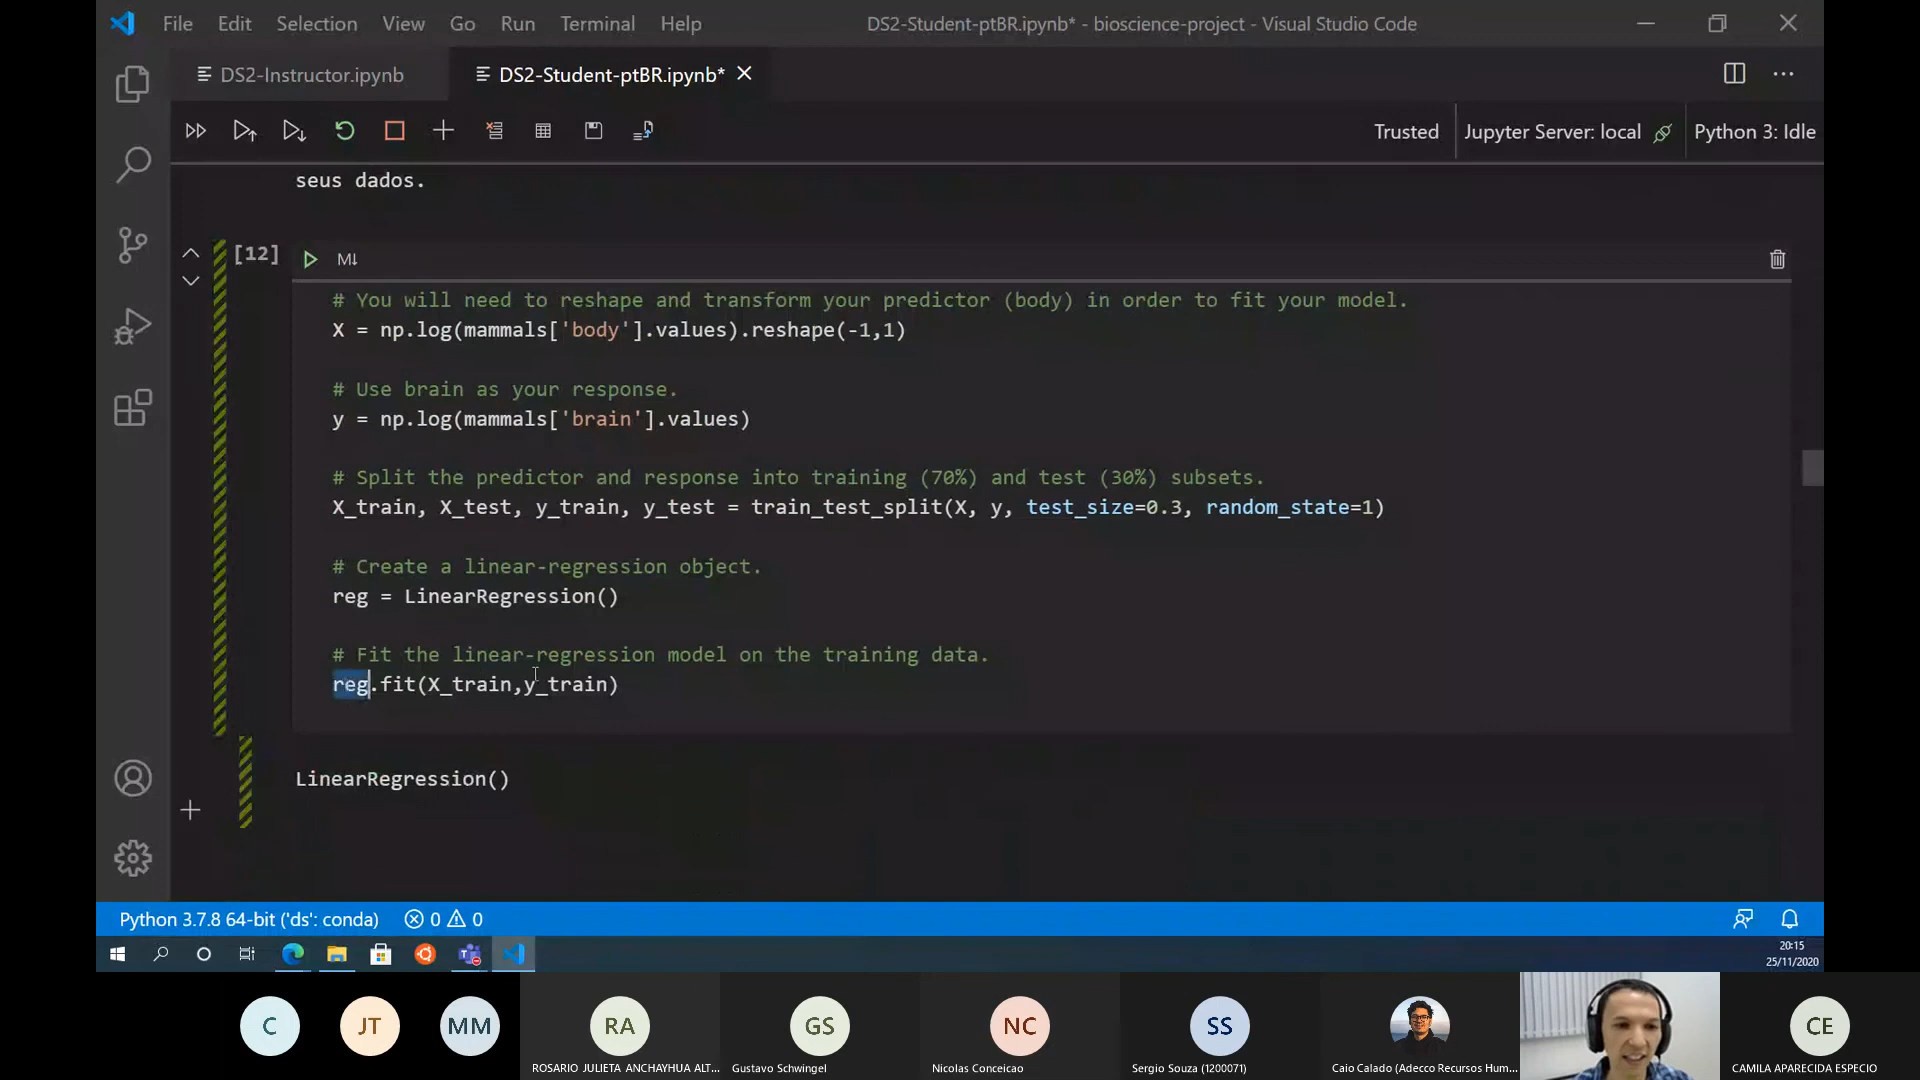 File Edit Selection View Go Run Terminal Help
DS2-Student-ptBR.ipynb* - bioscience-project - Visual Studio Code
DS2-Instructor.ipynb
DS2-Student-ptBR.ipynb*
Trusted
Jupyter Server: local
Python 3: Idle
seus dados.
[12]
M↓
# You will need to reshape and transform your predictor (body) in order to fit your model.
X = np.log(mammals['body'].values).reshape(-1,1)
# Use brain as your response.
y = np.log(mammals['brain'].values)
# Split the predictor and response into training (70%) and test (30%) subsets.
X_train, X_test, y_train, y_test = train_test_split(X, y, test_size=0.3, random_state=1)
# Create a linear-regression object.
reg = LinearRegression()
# Fit the linear-regression model on the training data.
reg.fit(X_train,y_train)
LinearRegression()
Python 3.7.8 64-bit ('ds': conda)
0
0
20:15
25/11/2020
C
JT
MM
RA
GS
NC
SS
CE
ROSARIO JULIETA ANCHAYHUA ALT...
Gustavo Schwingel
Nicolas Conceicao
Sergio Souza (1200071)
Caio Calado (Adecco Recursos Hum...
CAMILA APARECIDA ESPECIO